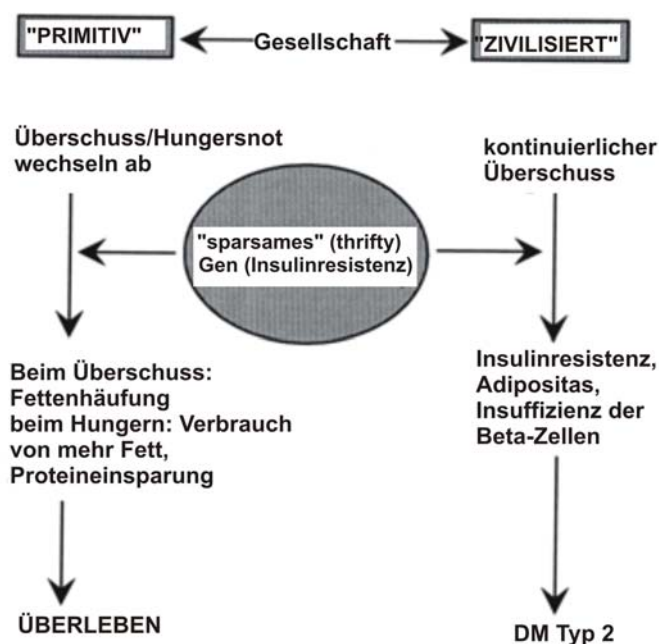 "PRIMITIV"
Gesellschaft
"ZIVILISIERT"
Überschuss/Hungersnot
wechseln ab
kontinuierlicher
Überschuss
"sparsames" (thrifty)
Gen (Insulinresistenz)
Beim Überschuss:
Fettenhäufung
beim Hungern: Verbrauch
von mehr Fett,
Proteineinsparung
Insulinresistenz,
Adipositas,
Insuffizienz der
Beta-Zellen
ÜBERLEBEN
DM Typ 2